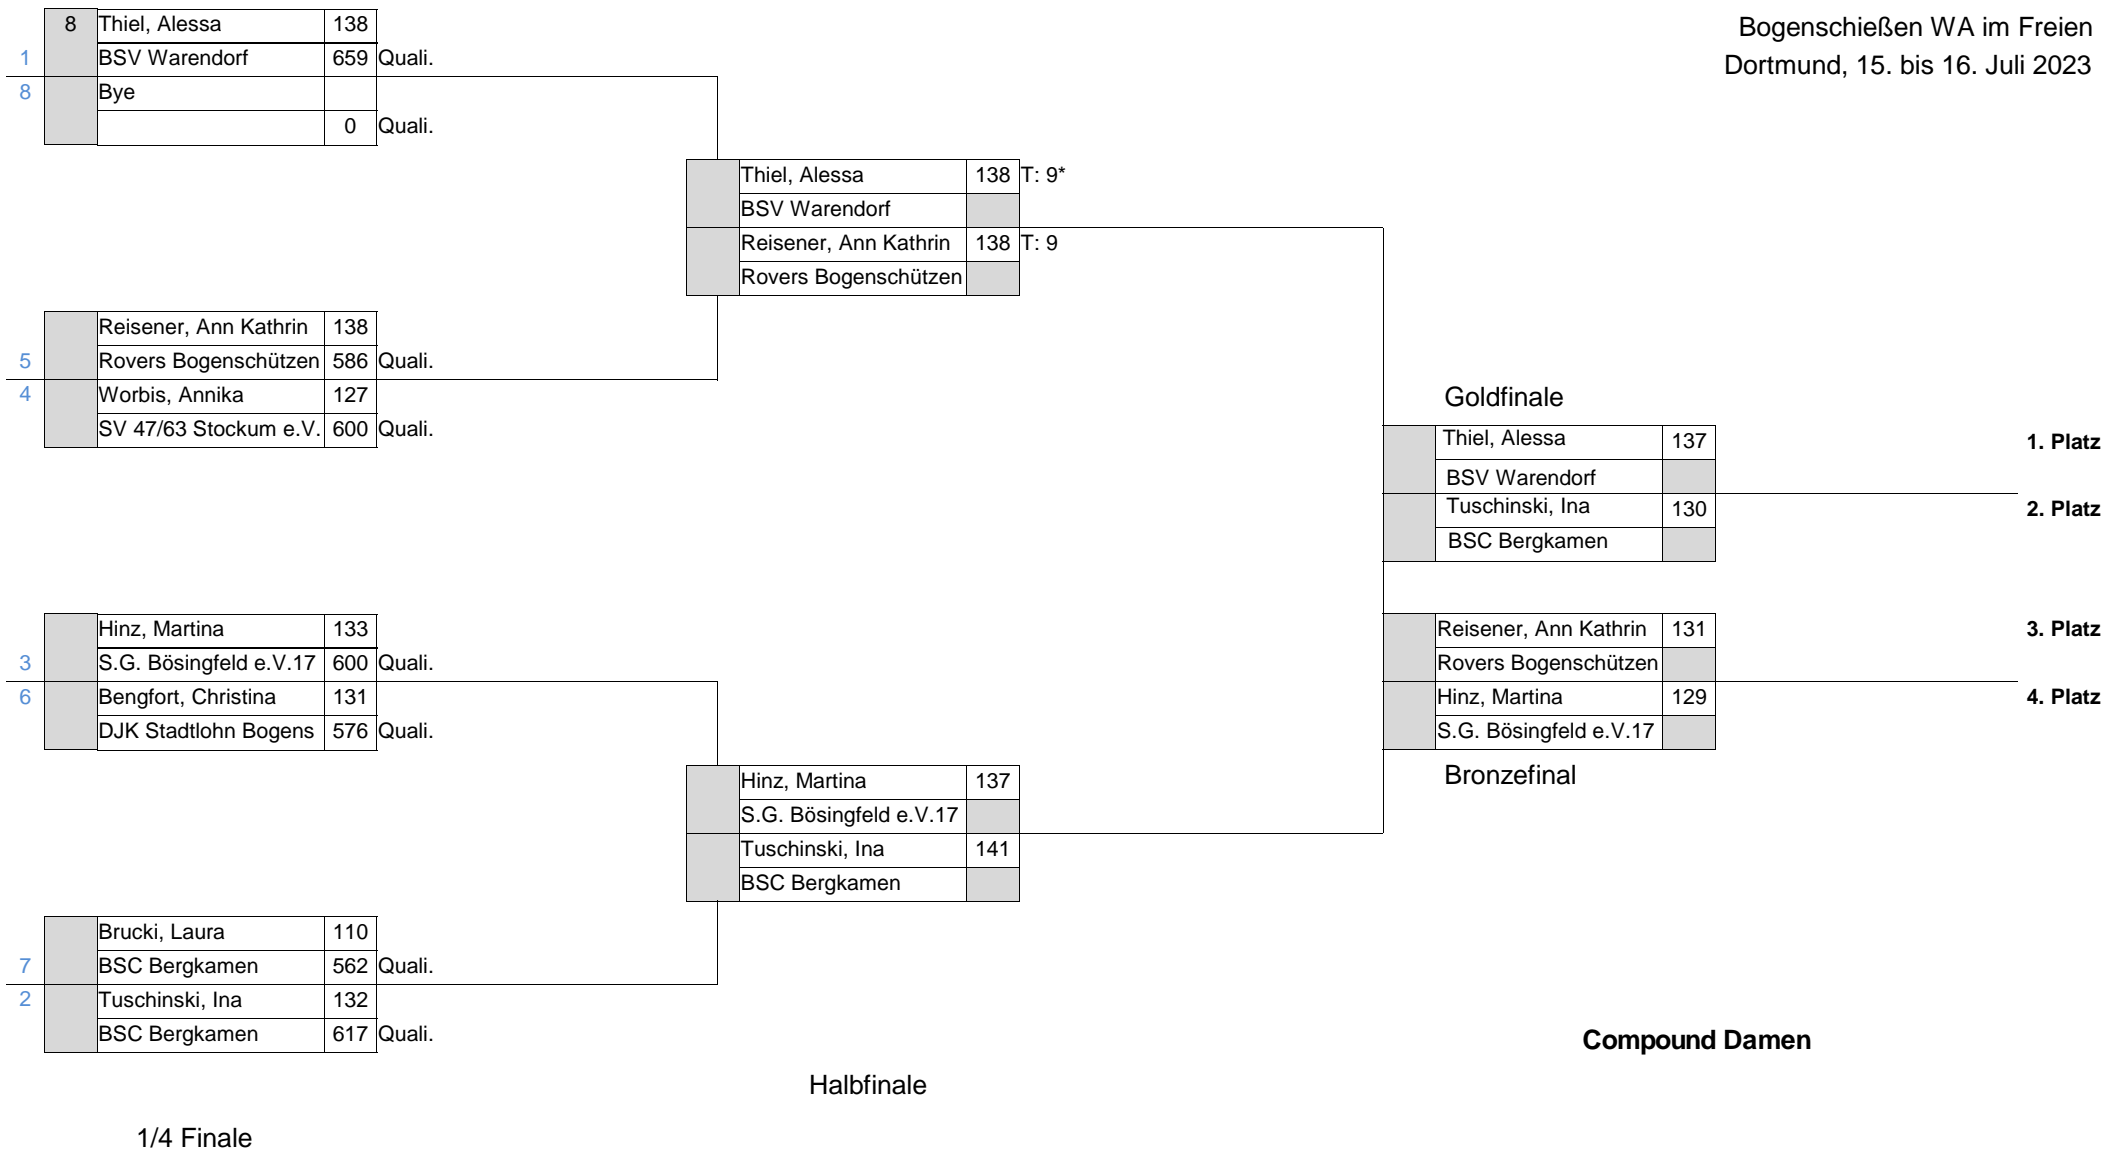 Bogenschießen WA im Freien
Dortmund, 15. bis 16. Juli 2023
8 Thiel, Alessa 138
1 BSV Warendorf 659 Quali.
8 Bye
0 Quali.
Thiel, Alessa 138 T: 9*
BSV Warendorf
Reisener, Ann Kathrin 138 T: 9
Rovers Bogenschützen
Reisener, Ann Kathrin 138
5 Rovers Bogenschützen 586 Quali.
4 Worbis, Annika 127
SV 47/63 Stockum e.V. 600 Quali.
Goldfinale
Thiel, Alessa 137 1. Platz
BSV Warendorf
Tuschinski, Ina 130 2. Platz
BSC Bergkamen
Hinz, Martina 133
3 S.G. Bösingfeld e.V.17 600 Quali.
6 Bengfort, Christina 131
DJK Stadtlohn Bogens 576 Quali.
Reisener, Ann Kathrin 131 3. Platz
Rovers Bogenschützen
Hinz, Martina 129 4. Platz
S.G. Bösingfeld e.V.17
Bronzefinal
Hinz, Martina 137
S.G. Bösingfeld e.V.17
Tuschinski, Ina 141
BSC Bergkamen
Brucki, Laura 110
7 BSC Bergkamen 562 Quali.
2 Tuschinski, Ina 132
BSC Bergkamen 617 Quali.
Compound Damen
Halbfinale
1/4 Finale